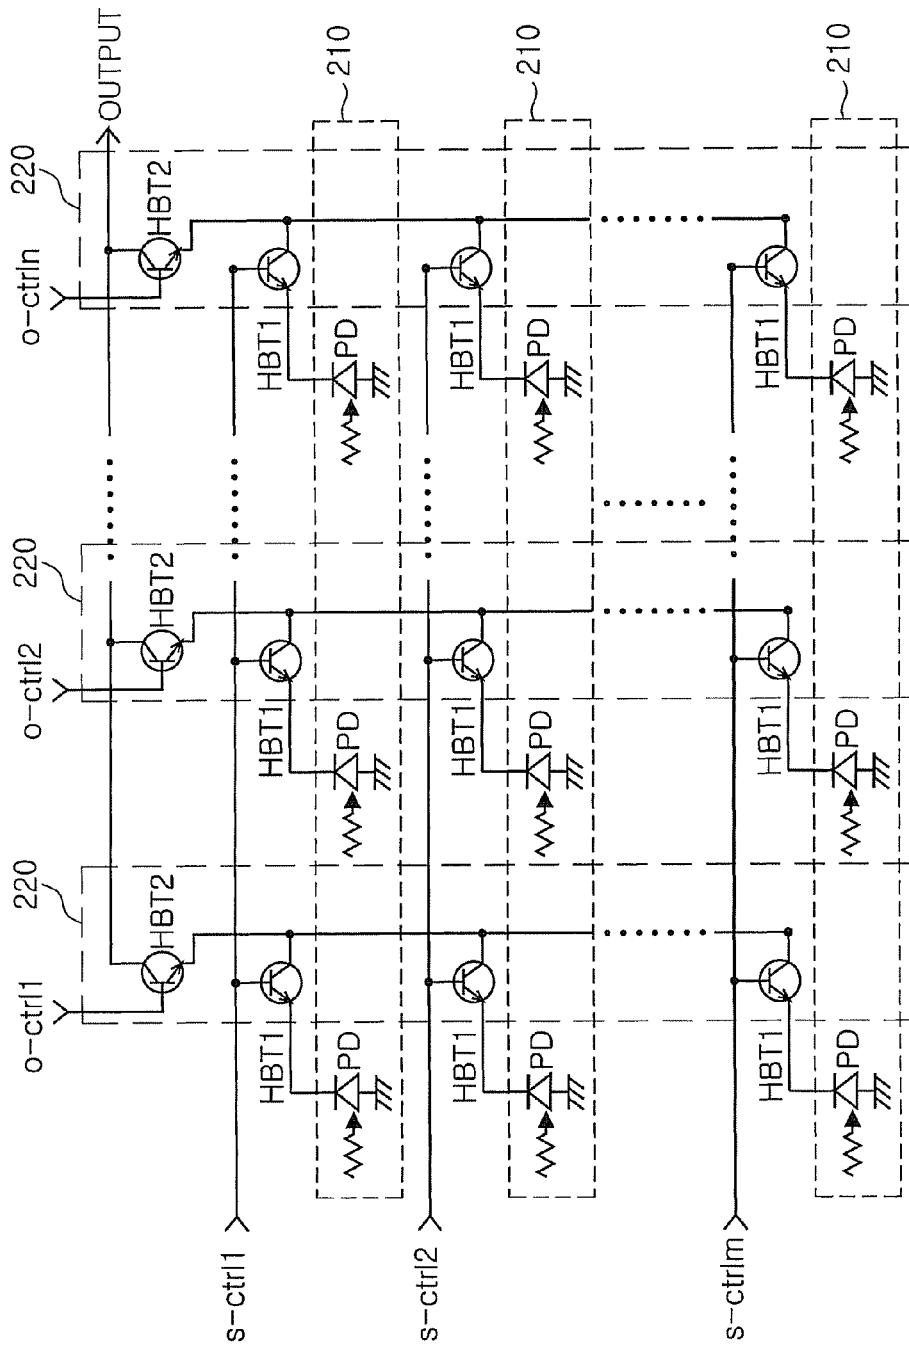 o-ctrl1
220
o-ctrl2
220
o-ctrln
220
OUTPUT
HBT2
HBT2
HBT2
s-ctrl1
HBT1
HBT1
HBT1
PD
PD
PD
210
s-ctrl2
HBT1
HBT1
HBT1
PD
PD
PD
210
s-ctrlm
HBT1
HBT1
HBT1
PD
PD
PD
210